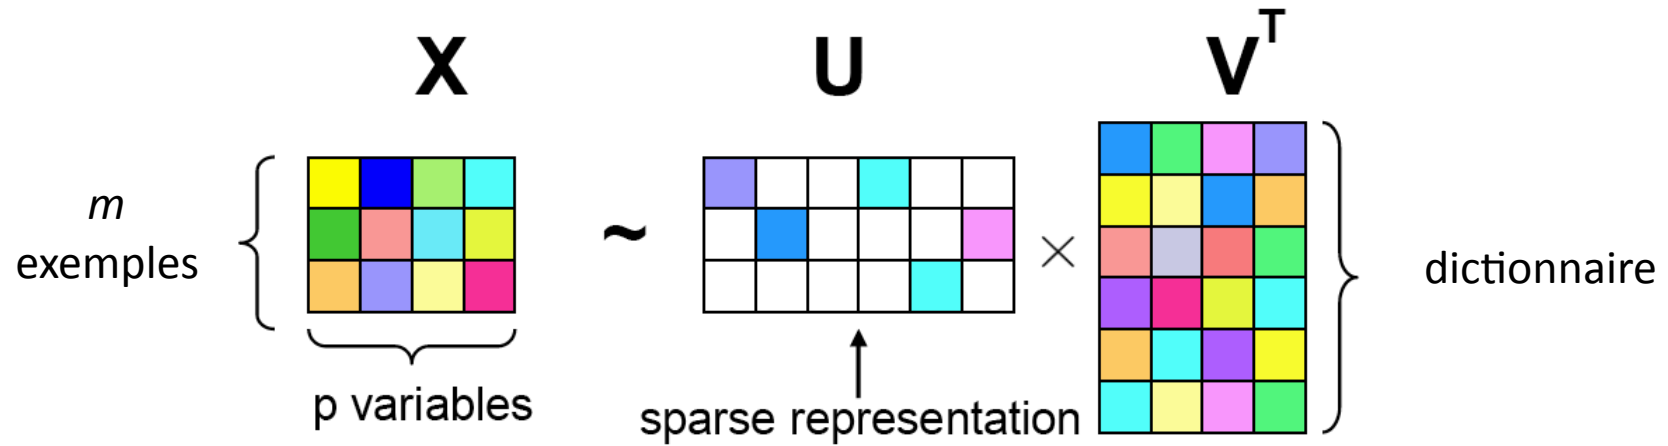 X
U
V^T
m
exemples
~
×
dictionnaire
p variables
sparse representation